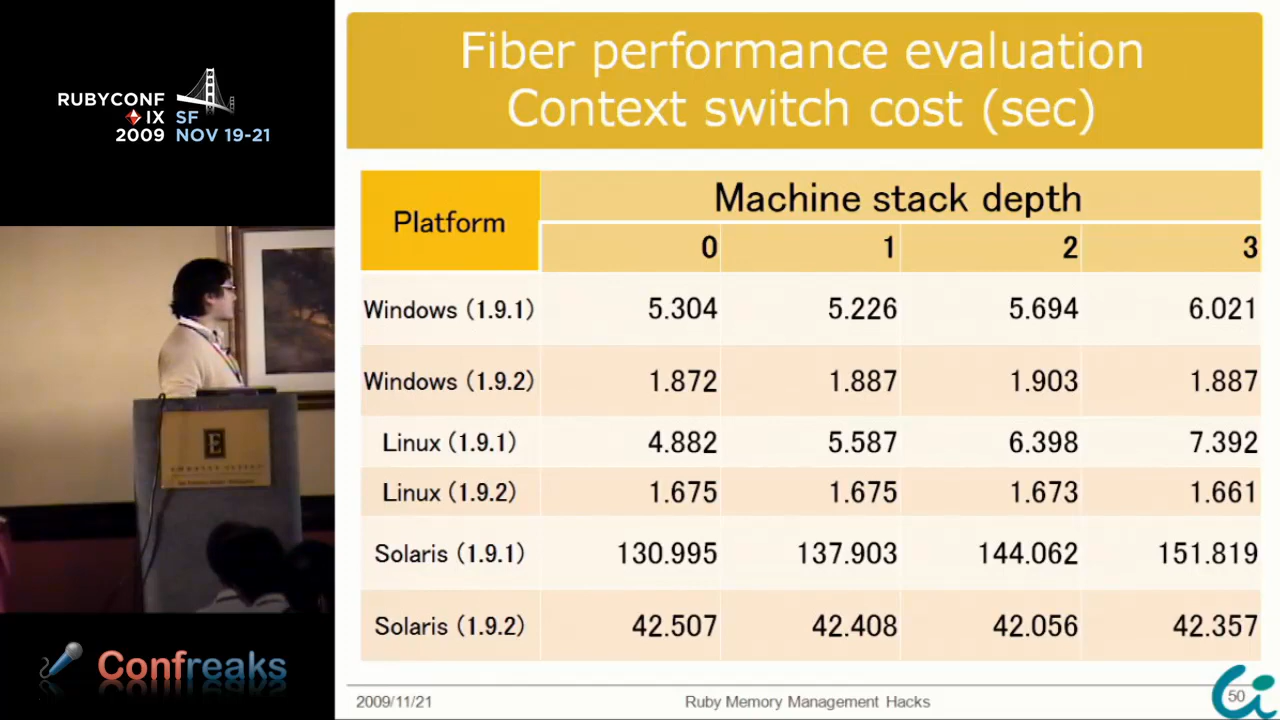 RUBYCONF
IX SF
2009 NOV 19-21
Fiber performance evaluation
Context switch cost (sec)
Platform Machine stack depth
0 1 2 3
Windows (1.9.1) 5.304 5.226 5.694 6.021
Windows (1.9.2) 1.872 1.887 1.903 1.887
Linux (1.9.1) 4.882 5.587 6.398 7.392
Linux (1.9.2) 1.675 1.675 1.673 1.661
Solaris (1.9.1) 130.995 137.903 144.062 151.819
Solaris (1.9.2) 42.507 42.408 42.056 42.357
E
Confreaks
2009/11/21 Ruby Memory Management Hacks 50